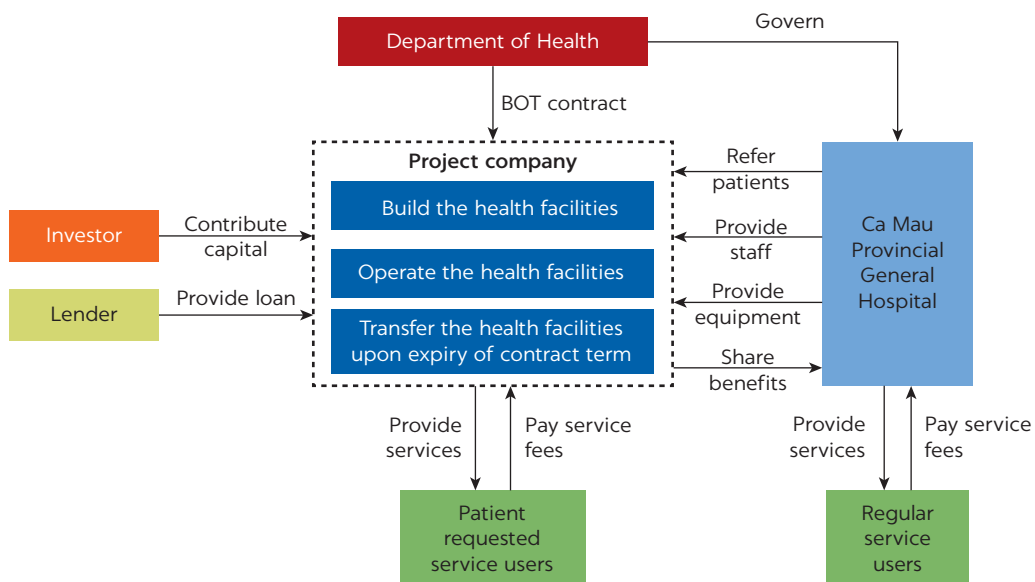 Govern
Department of Health
BOT contract
Project company
Build the health facilities
Operate the health facilities
Transfer the health facilities
upon expiry of contract term
Investor
Contribute
capital
Lender
Provide loan
Refer
patients
Provide
staff
Provide
equipment
Share
benefits
Ca Mau
Provincial
General
Hospital
Provide
services
Pay service
fees
Provide
services
Pay service
fees
Patient
requested
service users
Regular
service
users